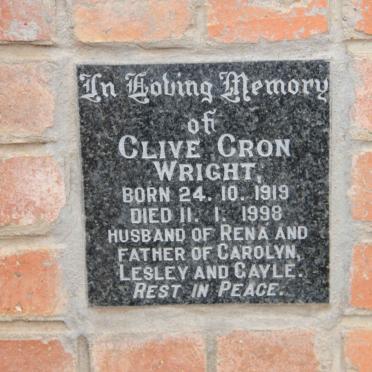 In Loving Memory
of
CLIVE CRON
WRIGHT,
BORN 24. 10. 1919
DIED 11. 1. 1998
HUSBAND OF RENA AND
FATHER OF CAROLYN,
LESLEY AND GAYLE.
REST IN PEACE.